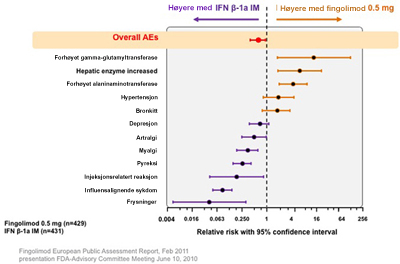 Høyere med IFN β-1a IM
Høyere med fingolimod 0.5 mg
Overall AEs
Forhøyet gamma-glutamyltransferase
Hepatic enzyme increased
Forhøyet alaninaminotransferase
Hypertensjon
Bronkitt
Depresjon
Artralgi
Myalgi
Pyreksi
Injeksjonsrelatert reaksjon
Influensalignende sykdom
Frysninger
0.004 0.016 0.063 0.25 1 4 16 64 256
Fingolimod 0.5 mg (n=429)
IFN β-1a IM (n=431)
Relative risk with 95% confidence interval
Fingolimod European Public Assessment Report, Feb 2011
presentation FDA-Advisory Committee Meeting June 10, 2010